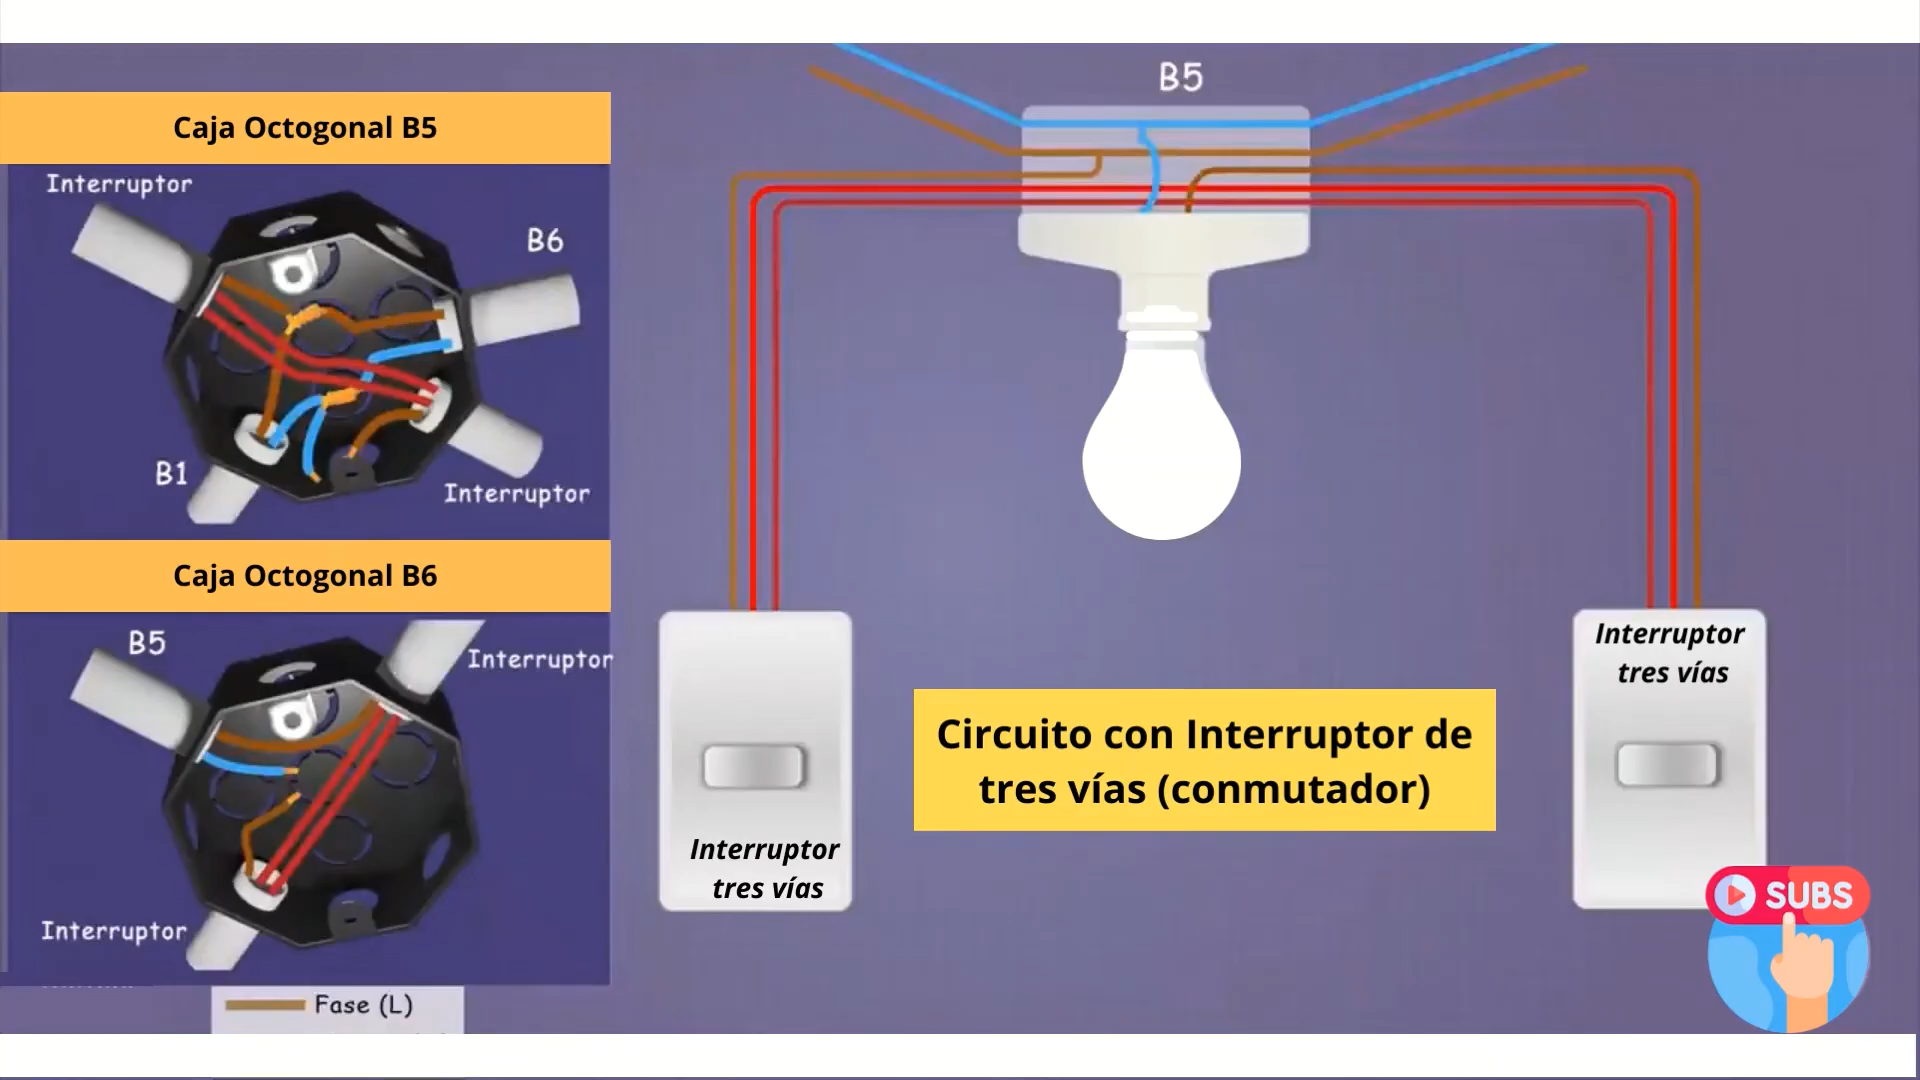 Caja Octogonal B5
Interruptor
B6
B1
Interruptor
Caja Octogonal B6
B5
Interruptor
Interruptor
Fase (L)
B5
Interruptor
tres vías
Circuito con Interruptor de
tres vías (conmutador)
Interruptor
tres vías
SUBS